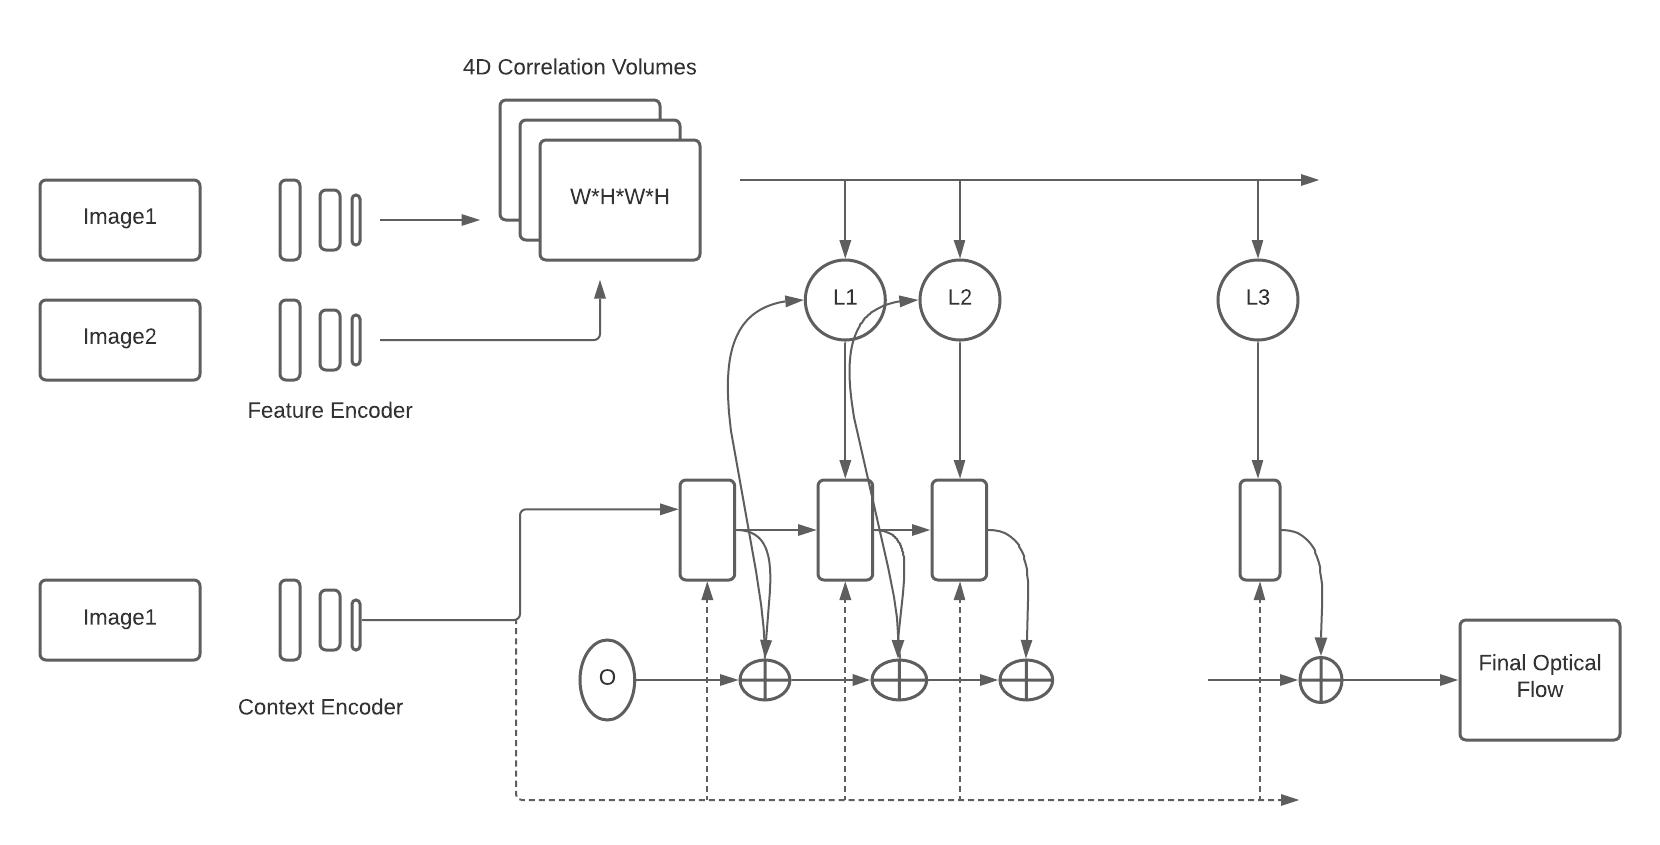 4D Correlation Volumes
W*H*W*H
Image1
Image2
Feature Encoder
L1
L2
L3
Image1
Context Encoder
O
Final Optical
Flow